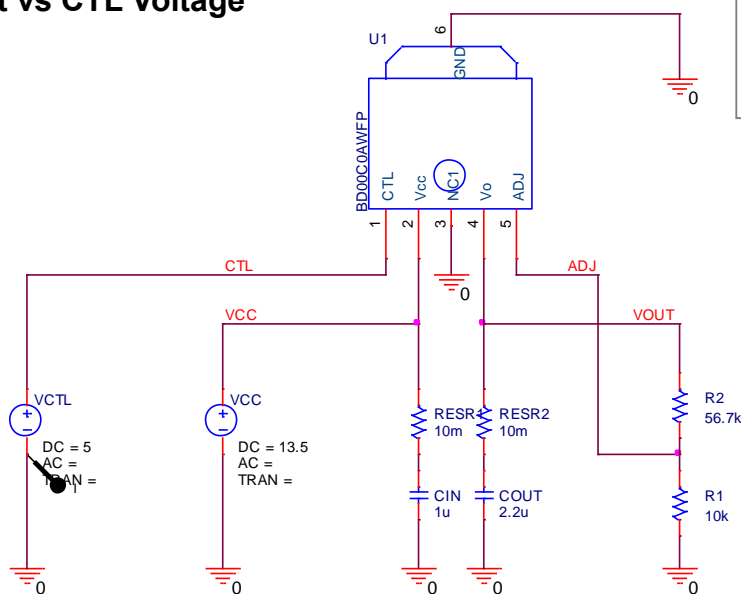 t vs CTL Voltage
U1
6
GND
BD00C0AWFP
CTL
Vcc
NC1
Vo
ADJ
1
2
3
4
5
0
0
CTL
ADJ
VCC
VOUT
VCTL
DC = 5
AC =
TRAN =
I
VCC
DC = 13.5
AC =
TRAN =
RESR1
10m
RESR2
10m
R2
56.7k
CIN
1u
COUT
2.2u
R1
10k
0
0
0
0
0